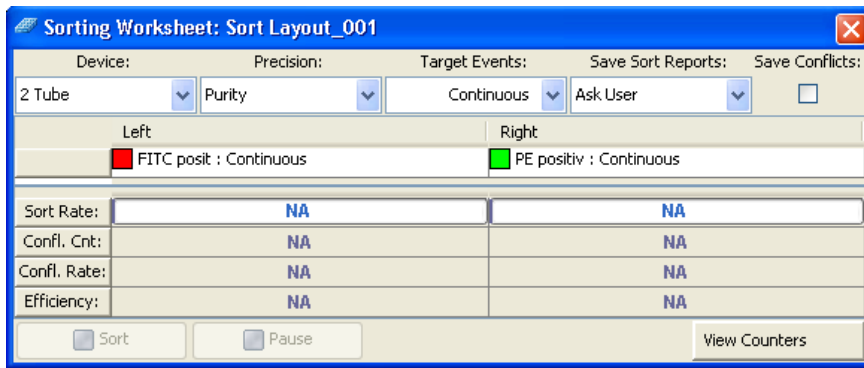 Sorting Worksheet: Sort Layout_001
Device: Precision: Target Events: Save Sort Reports: Save Conflicts:
2 Tube Purity Continuous Ask User
Left Right
FITC posit : Continuous PE positiv : Continuous
Sort Rate: NA NA
Confl. Cnt: NA NA
Confl. Rate: NA NA
Efficiency: NA NA
Sort Pause View Counters